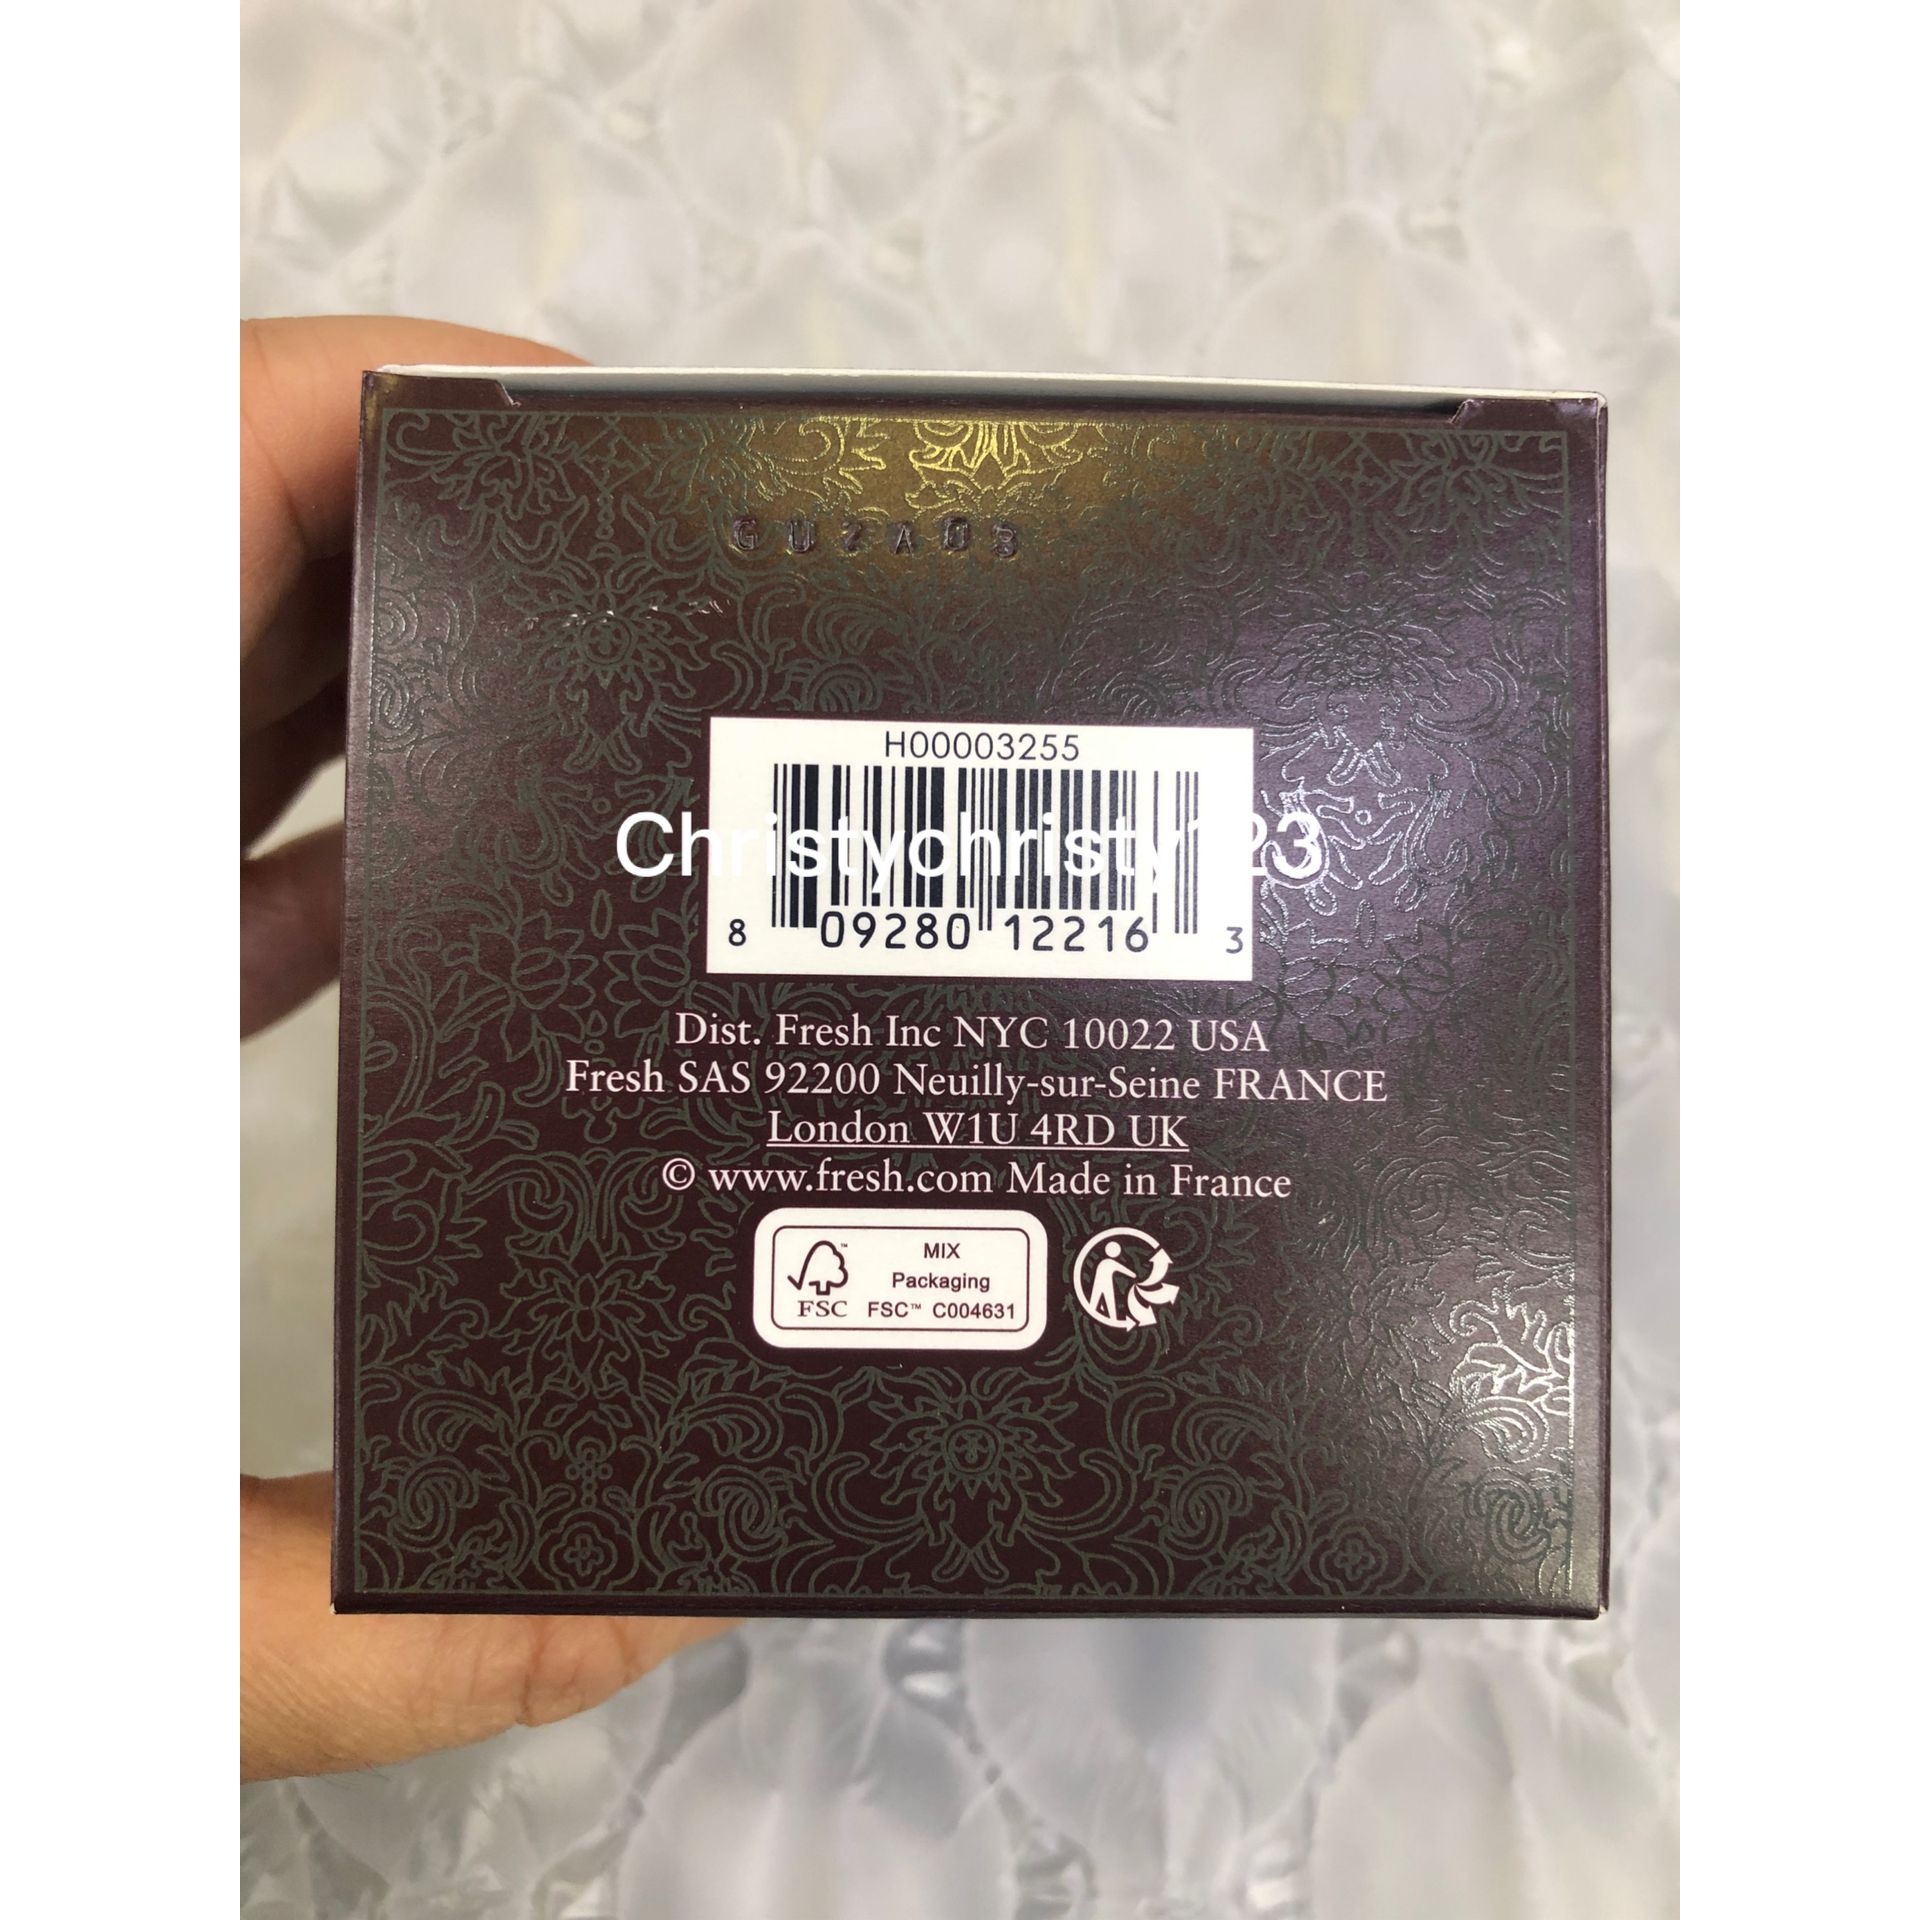 GUZA03
H00003255
Christychristy123
8 09280 12216 3
Dist. Fresh Inc NYC 10022 USA
Fresh SAS 92200 Neuilly-sur-Seine FRANCE
London W1U 4RD UK
© www.fresh.com Made in France
MIX
Packaging
FSC FSC™ C004631